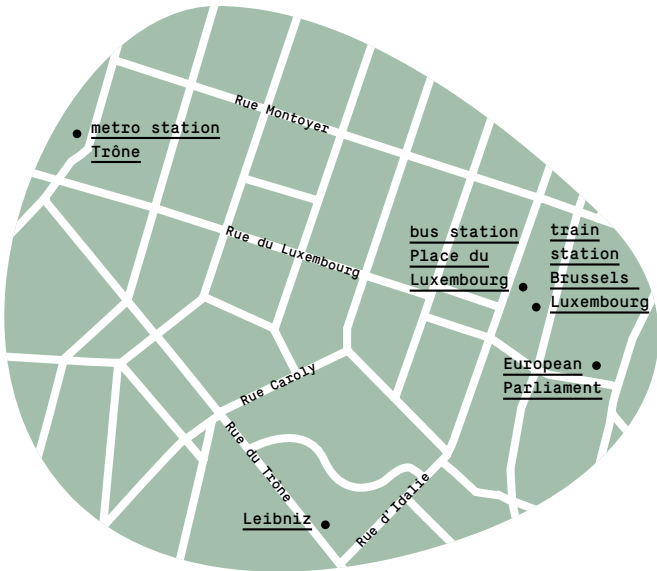 Rue Montoyer
metro station
Trône
Rue du Luxembourg
bus station
Place du
Luxembourg
train
station
Brussels
Luxembourg
European
Parliament
Rue Caroly
Rue du Trône
Leibniz
Rue d'Idalie